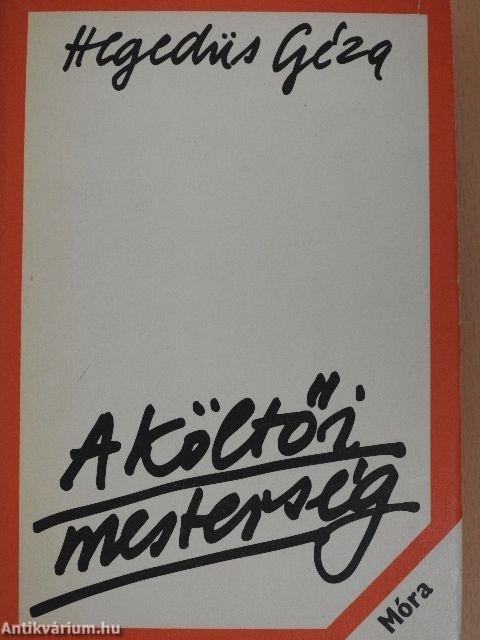 Hegedüs Géza
A költői
mesterség
Móra
Antikvárium.hu